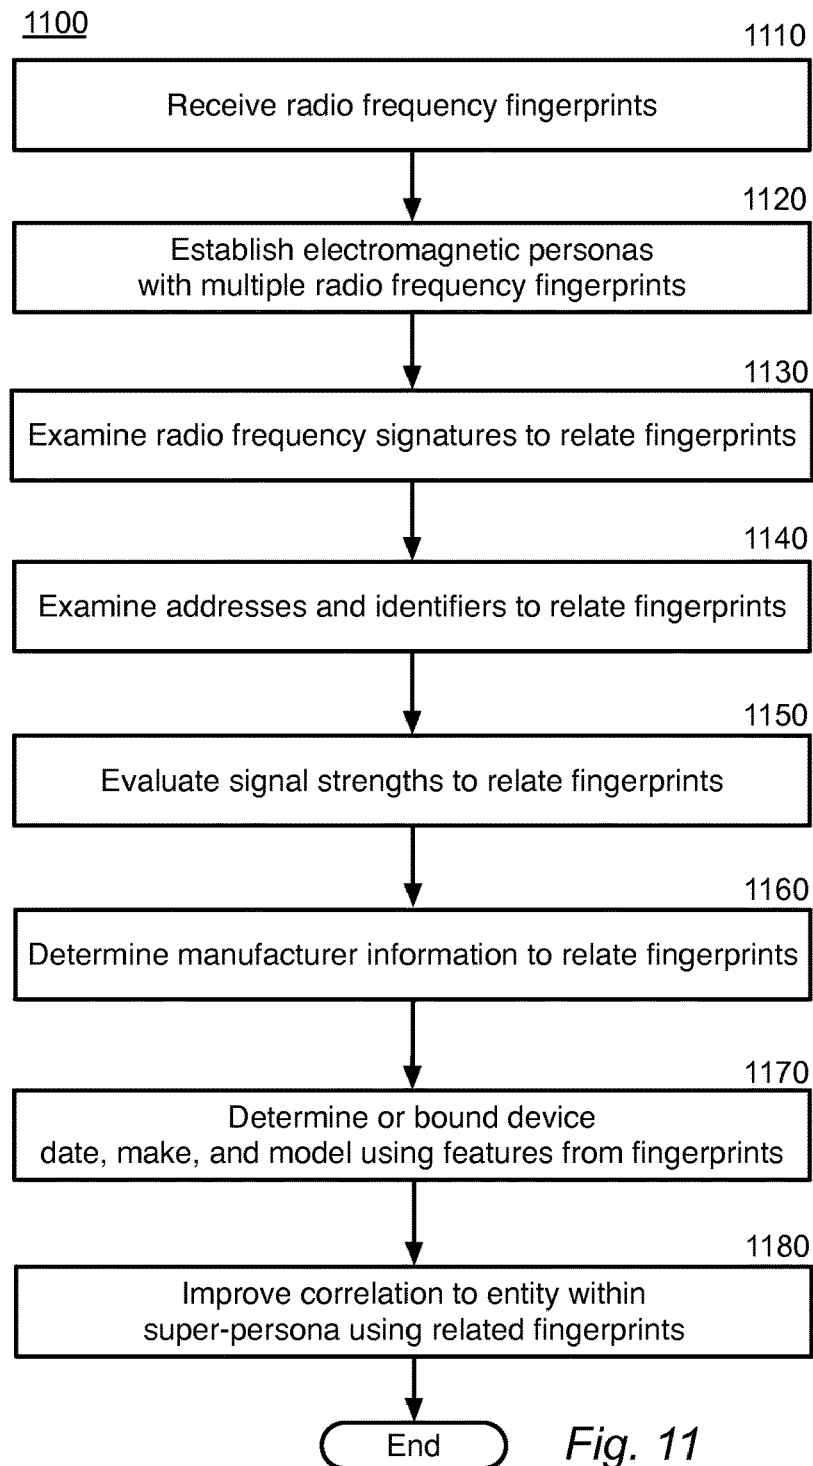 1100
1110
Receive radio frequency fingerprints
1120
Establish electromagnetic personas
with multiple radio frequency fingerprints
1130
Examine radio frequency signatures to relate fingerprints
1140
Examine addresses and identifiers to relate fingerprints
1150
Evaluate signal strengths to relate fingerprints
1160
Determine manufacturer information to relate fingerprints
1170
Determine or bound device
date, make, and model using features from fingerprints
1180
Improve correlation to entity within
super-persona using related fingerprints
End
Fig. 11